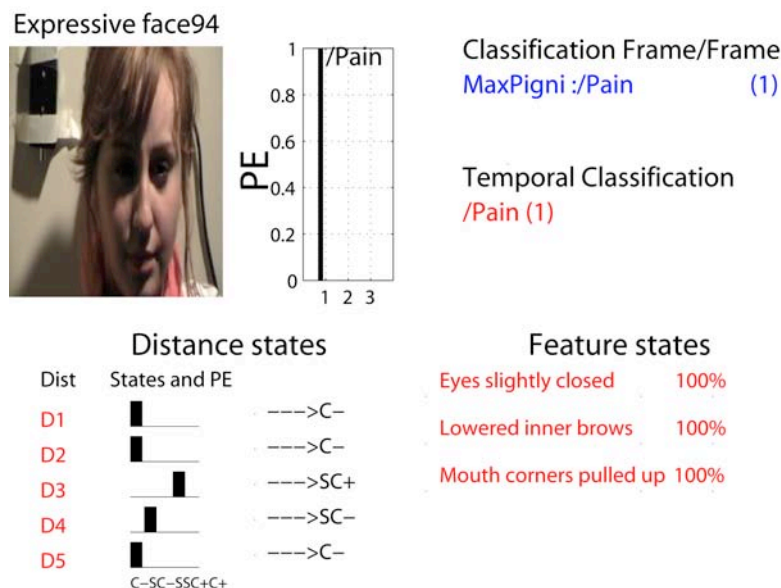 Expressive face94
/Pain
1
0.8
0.6
0.4
0.2
0
PE
1 2 3
Classification Frame/Frame
MaxPigni :/Pain (1)
Temporal Classification
/Pain (1)
Distance states
Dist States and PE
D1 --->C-
D2 --->C-
D3 --->SC+
D4 --->SC-
D5 --->C-
C-SC-SSC+C+
Feature states
Eyes slightly closed 100%
Lowered inner brows 100%
Mouth corners pulled up 100%